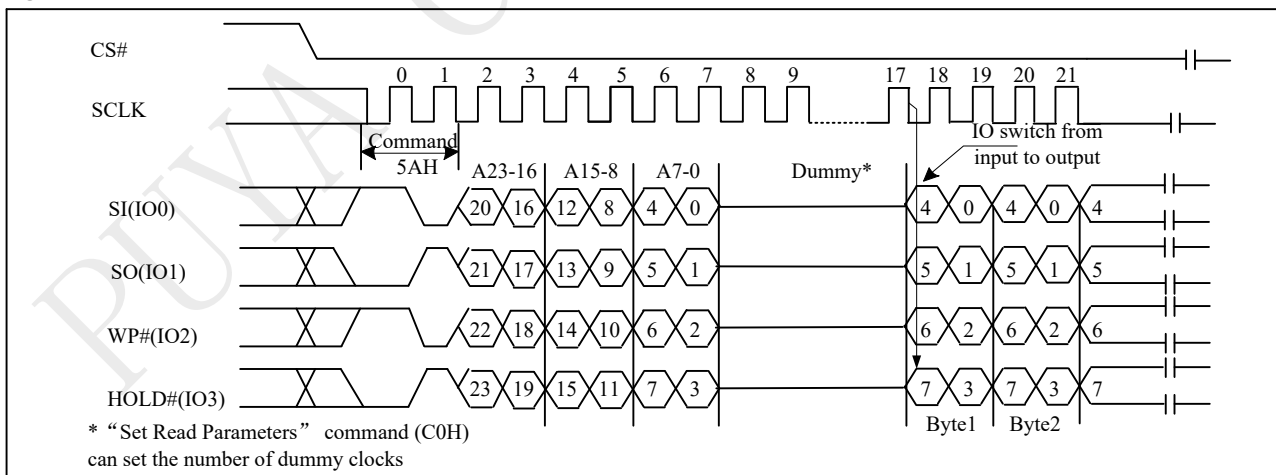 CS#
0 1 2 3 4 5 6 7 8 9 17 18 19 20 21
SCLK
Command
5AH
IO switch from
input to output
A23-16 A15-8 A7-0 Dummy*
SI(IO0) 20 16 12 8 4 0 4 0 4 0 4
SO(IO1) 21 17 13 9 5 1 5 1 5 1 5
WP#(IO2) 22 18 14 10 6 2 6 2 6 2 6
HOLD#(IO3) 23 19 15 11 7 3 7 3 7 3 7
Byte1 Byte2
* “Set Read Parameters” command (C0H)
can set the number of dummy clocks
PUYA